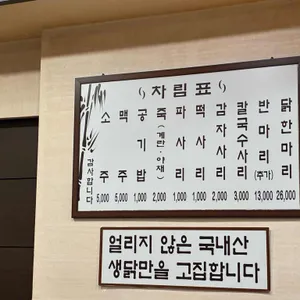 차림표
닭한마리 26,000
반마리(추가) 13,000
칼국수사리 3,000
감자사리 2,000
떡사리 1,000
파사리 1,000
죽(계란·야채) 2,000
공기밥 1,000
맥주 5,000
소주 5,000
감사합니다
얼리지 않은 국내산
생닭만을 고집합니다